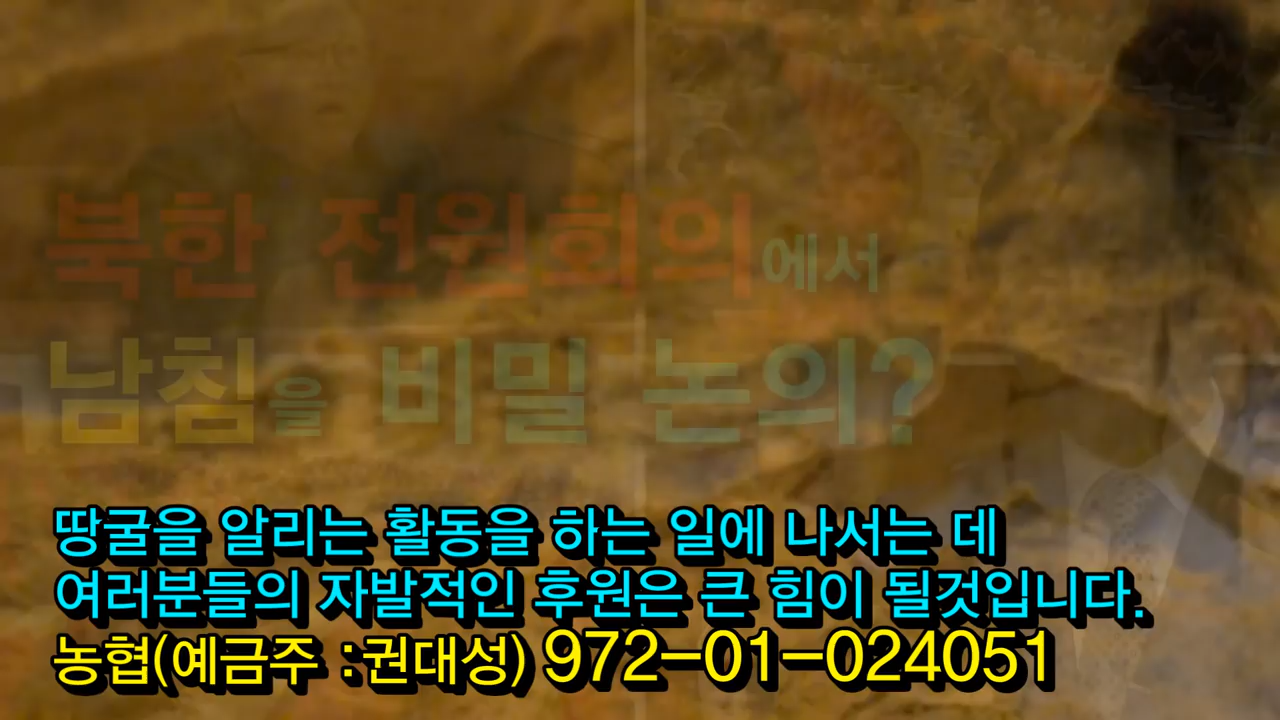 북한 전원회의에서
남침을 비밀 논의?
땅굴을 알리는 활동을 하는 일에 나서는 데
여러분들의 자발적인 후원은 큰 힘이 될것입니다.
농협(예금주 :권대성) 972-01-024051